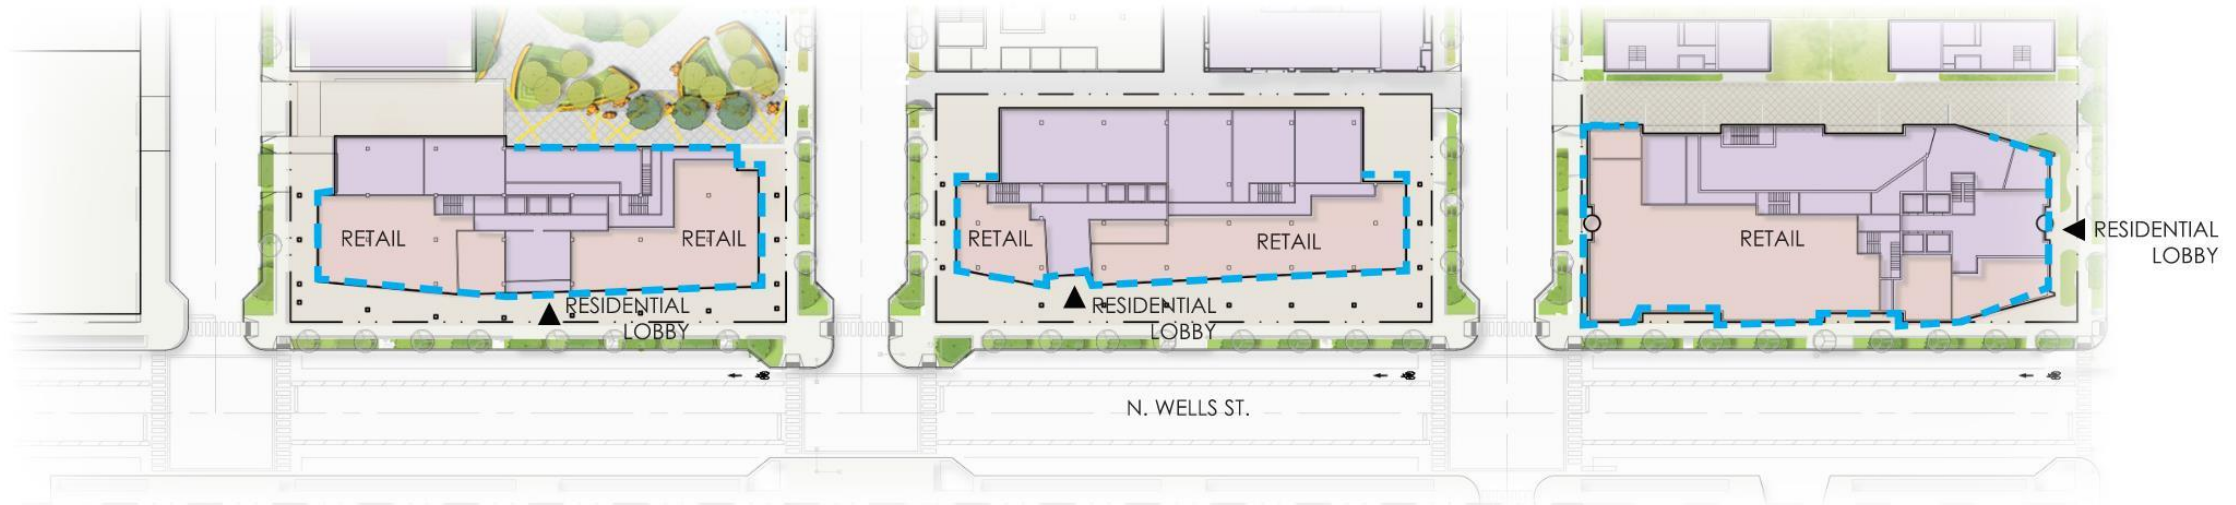 RETAIL
RETAIL
RESIDENTIAL
LOBBY
RETAIL
RETAIL
RESIDENTIAL
LOBBY
RETAIL
RESIDENTIAL
LOBBY
N. WELLS ST.